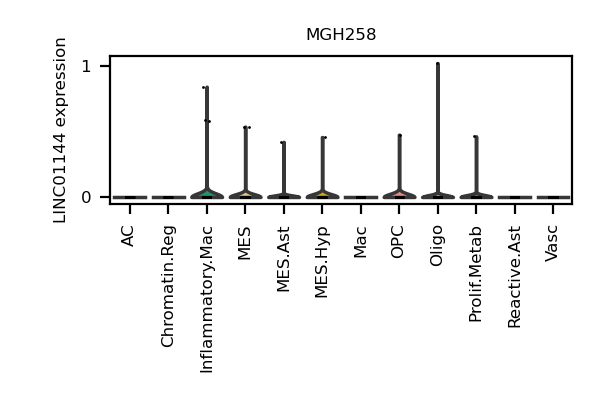 MGH258
LINC01144 expression
1
0
AC
Chromatin.Reg
Inflammatory.Mac
MES
MES.Ast
MES.Hyp
Mac
OPC
Oligo
Prolif.Metab
Reactive.Ast
Vasc